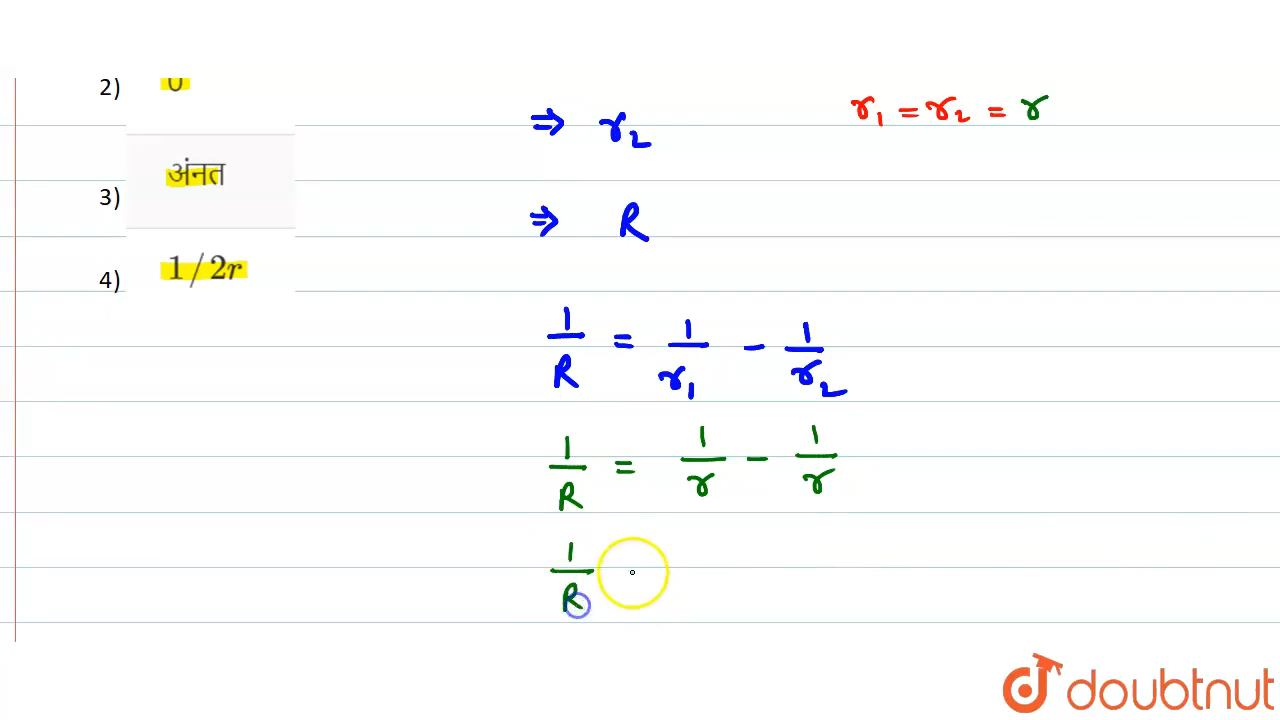 2) 0
⇒ r₂
r₁ = r₂ = r
3) अंनत
⇒ R
4) 1/2r
1/R = 1/r₁ - 1/r₂
1/R = 1/r - 1/r
1/R
doubtnut